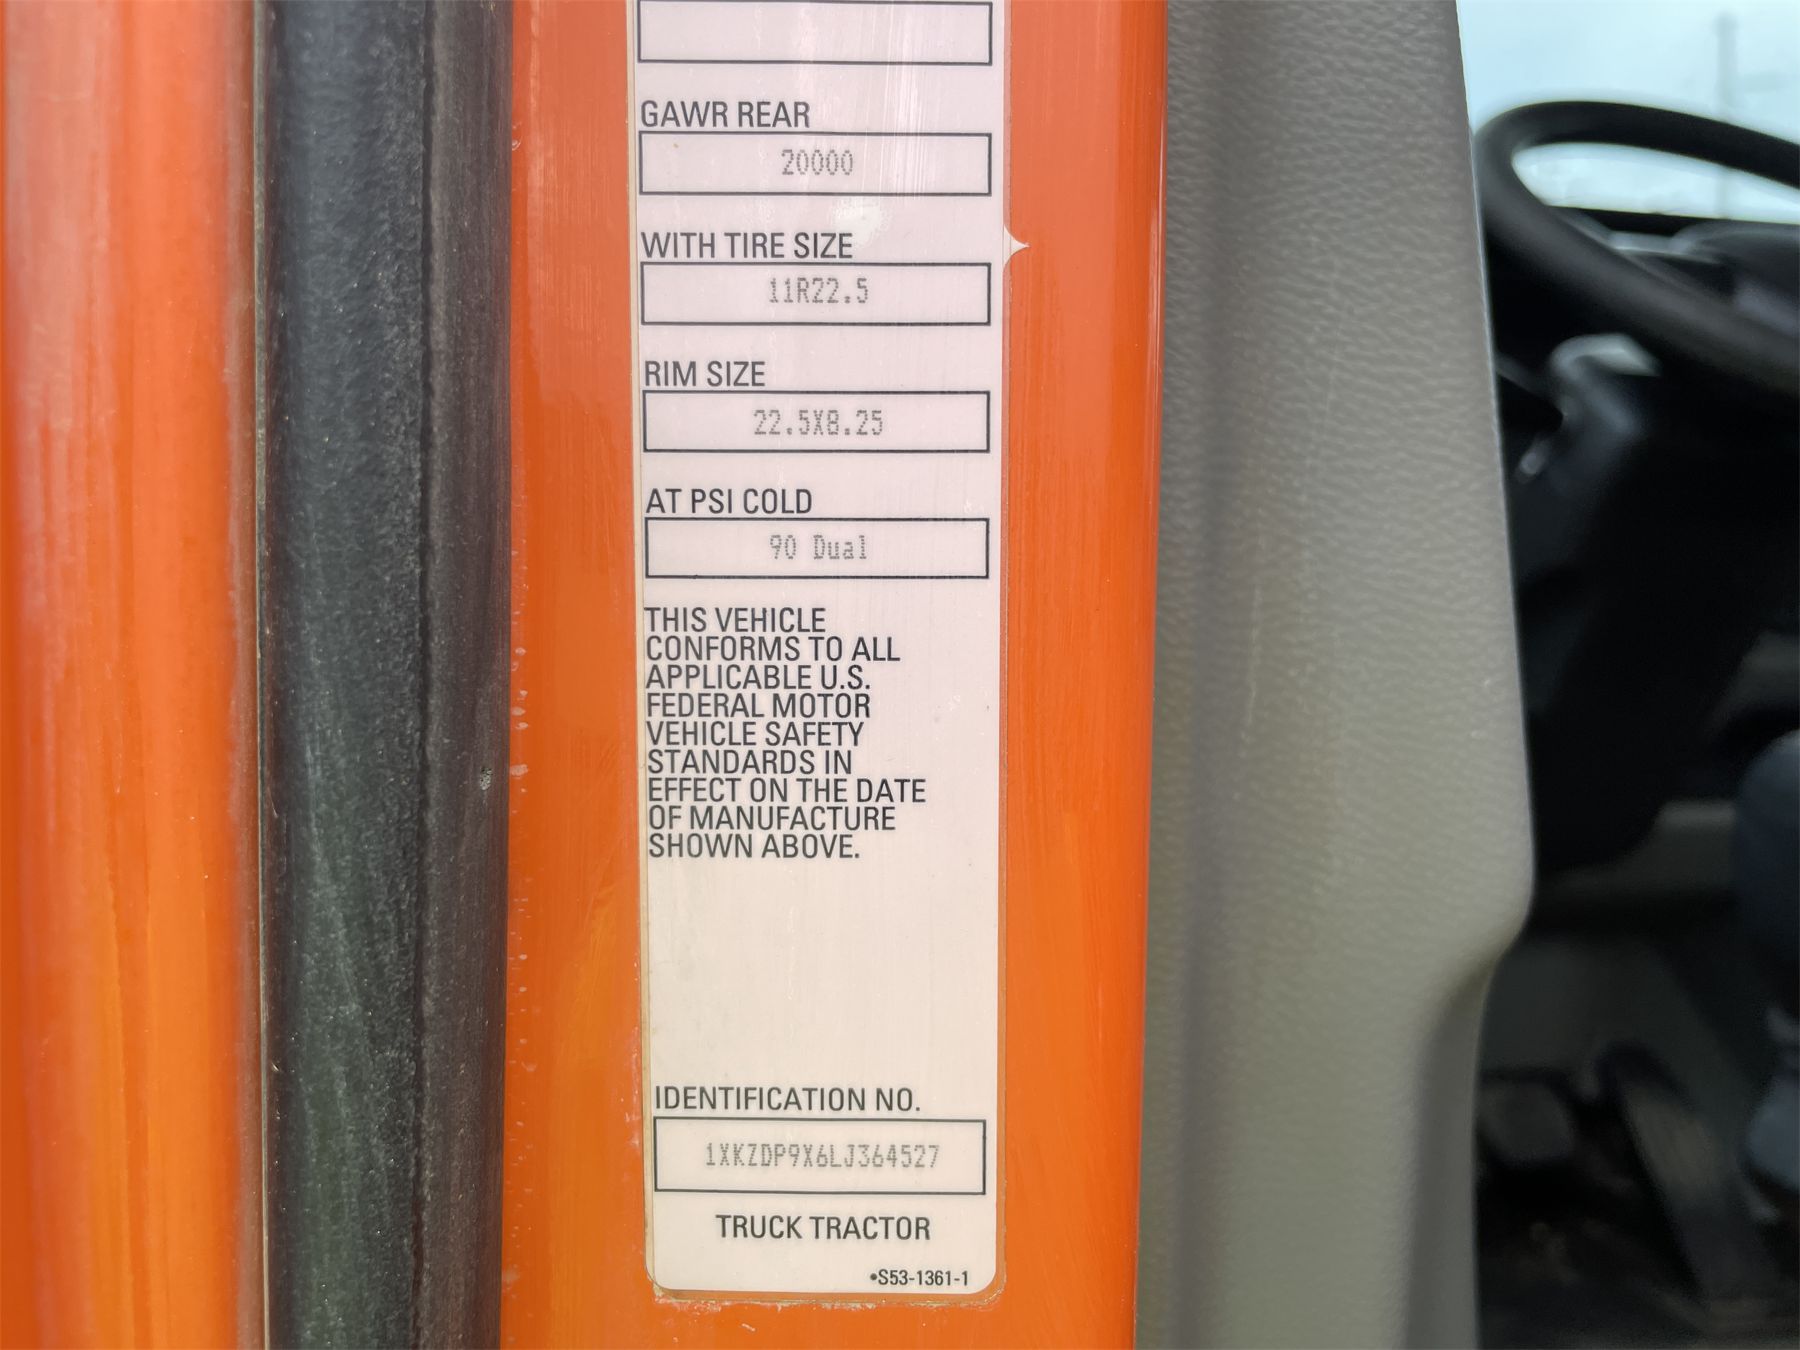 GAWR REAR
20000
WITH TIRE SIZE
11R22.5
RIM SIZE
22.5X8.25
AT PSI COLD
90 Dual
THIS VEHICLE
CONFORMS TO ALL
APPLICABLE U.S.
FEDERAL MOTOR
VEHICLE SAFETY
STANDARDS IN
EFFECT ON THE DATE
OF MANUFACTURE
SHOWN ABOVE.
IDENTIFICATION NO.
1XKZDP9X6LJ364527
TRUCK TRACTOR
•S53-1361-1